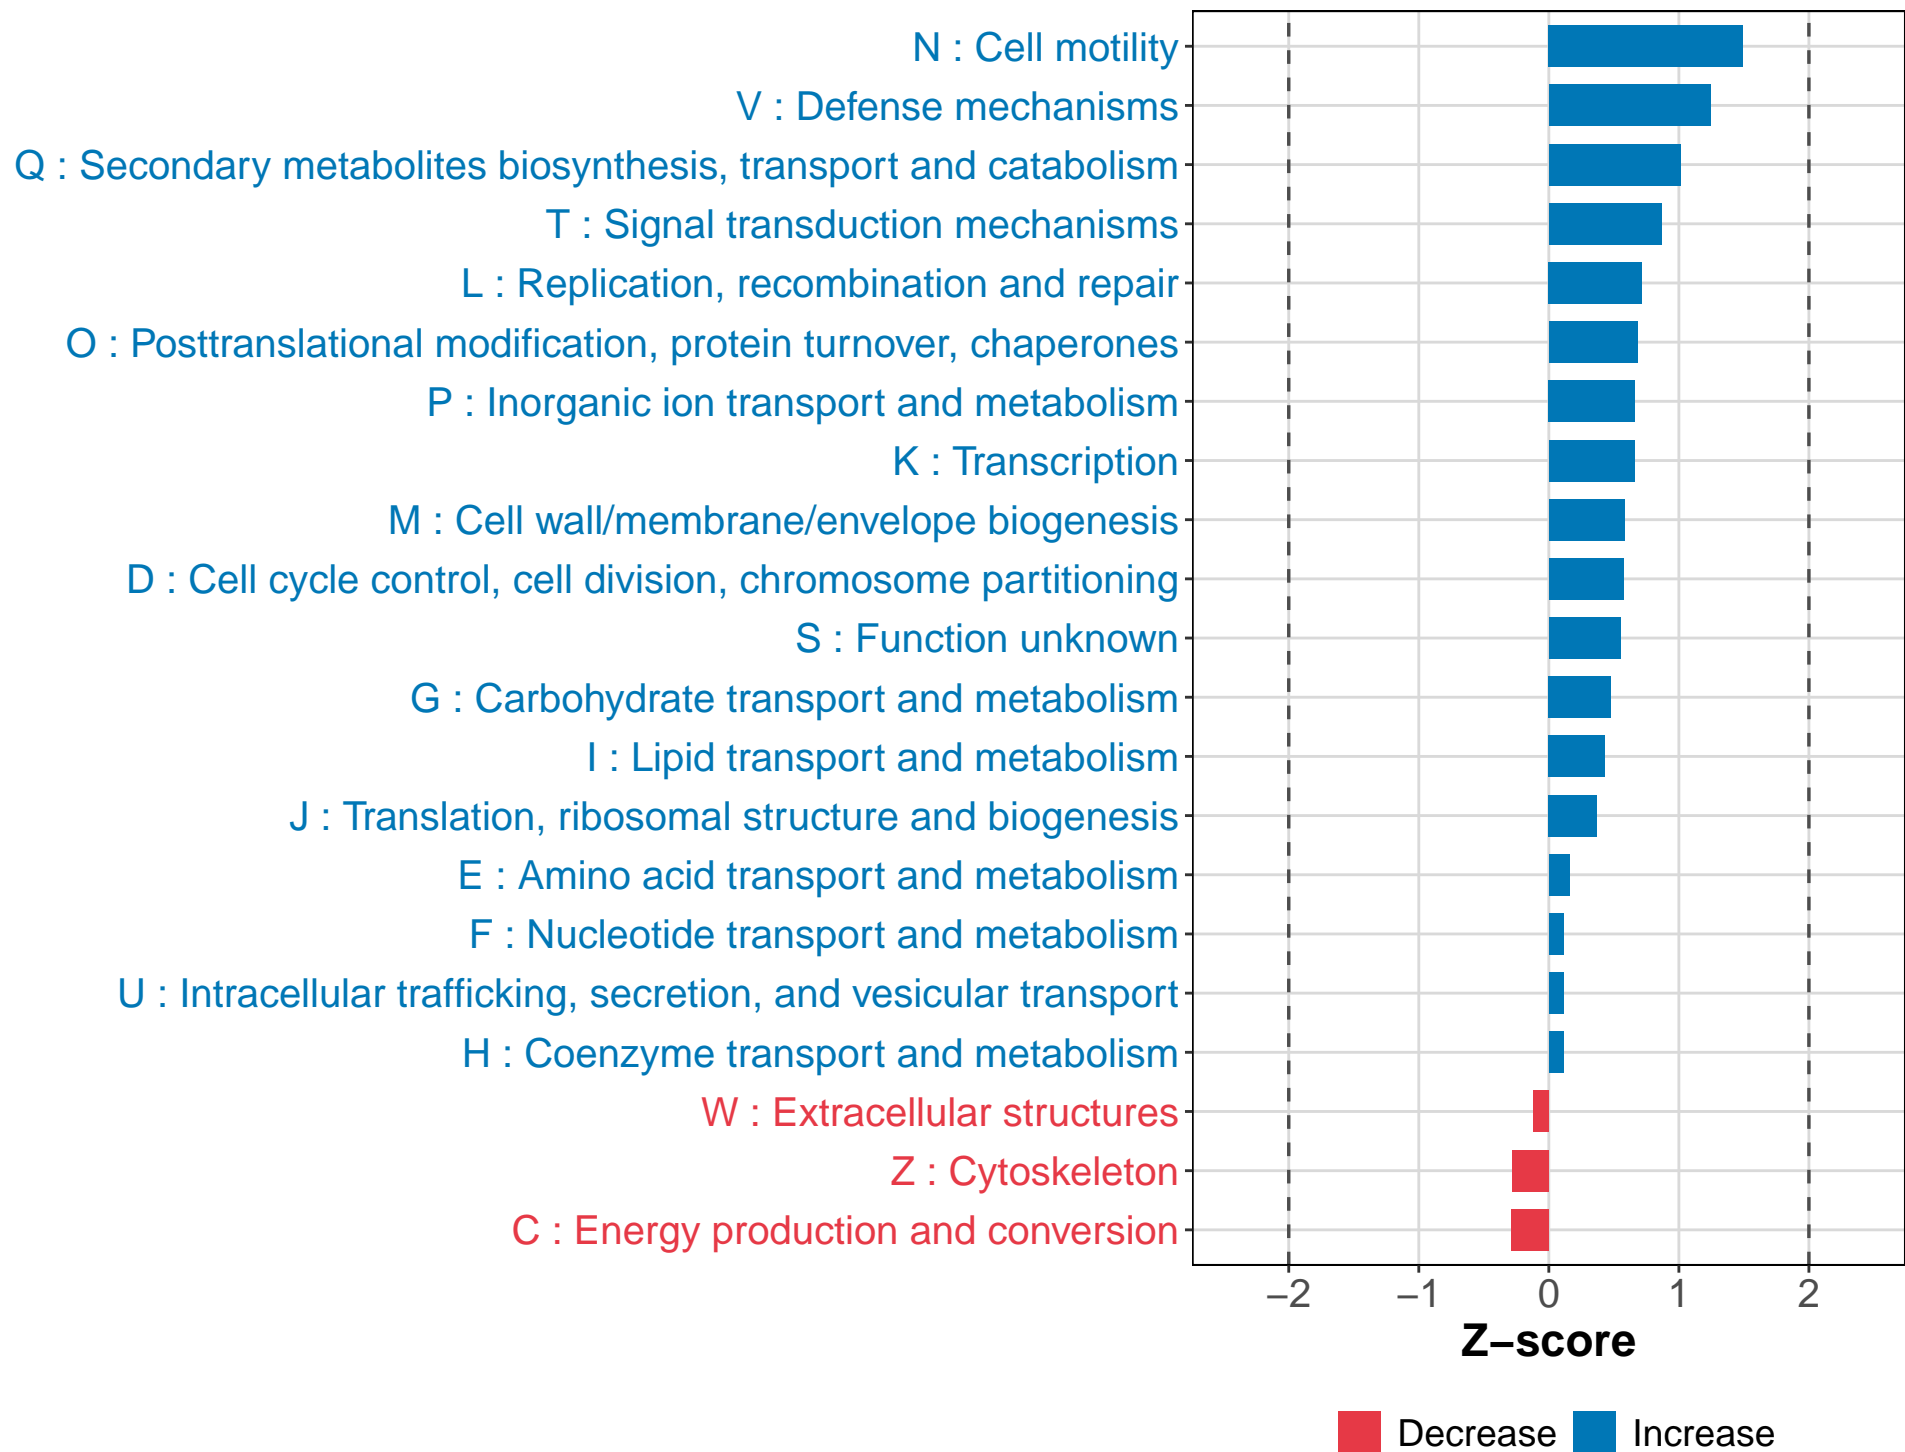 N : Cell motility
V : Defense mechanisms
Q : Secondary metabolites biosynthesis, transport and catabolism
T : Signal transduction mechanisms
L : Replication, recombination and repair
O : Posttranslational modification, protein turnover, chaperones
P : Inorganic ion transport and metabolism
K : Transcription
M : Cell wall/membrane/envelope biogenesis
D : Cell cycle control, cell division, chromosome partitioning
S : Function unknown
G : Carbohydrate transport and metabolism
I : Lipid transport and metabolism
J : Translation, ribosomal structure and biogenesis
E : Amino acid transport and metabolism
F : Nucleotide transport and metabolism
U : Intracellular trafficking, secretion, and vesicular transport
H : Coenzyme transport and metabolism
W : Extracellular structures
Z : Cytoskeleton
C : Energy production and conversion
−2 −1 0 1 2
Z−score
Decrease Increase